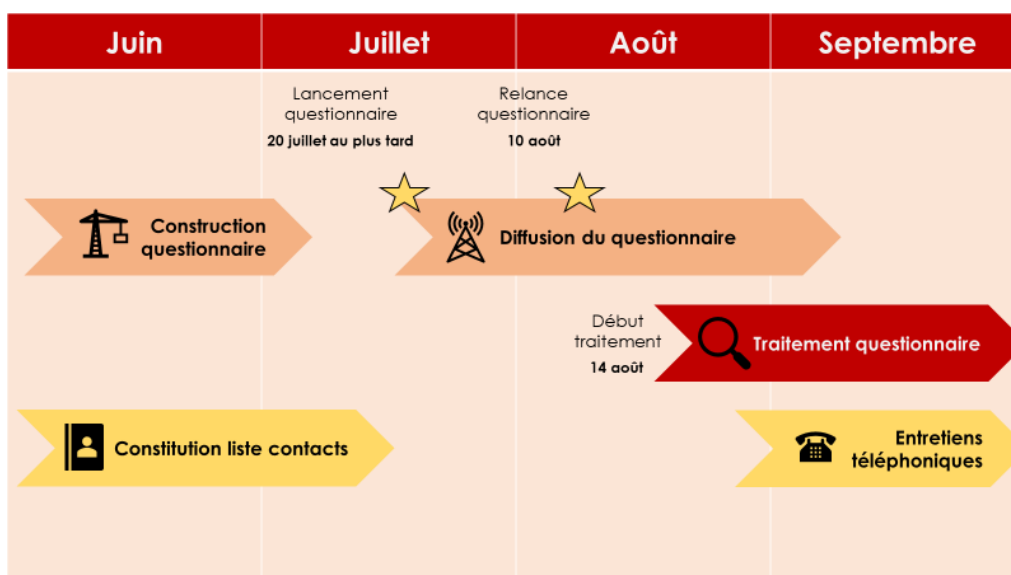 Juin
Juillet
Août
Septembre
Lancement
questionnaire
20 juillet au plus tard
Relance
questionnaire
10 août
Construction
questionnaire
Diffusion du questionnaire
Début
traitement
14 août
Traitement questionnaire
Constitution liste contacts
Entretiens
téléphoniques